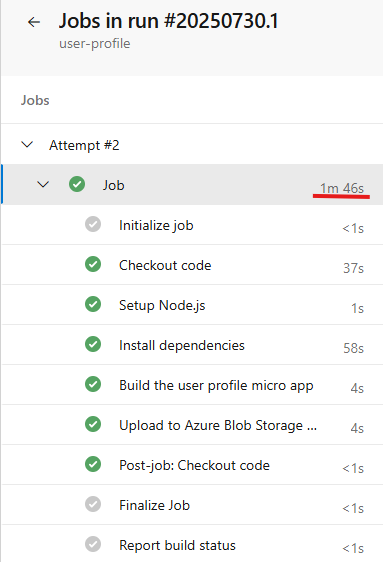 Jobs in run #20250730.1
user-profile
Jobs
Attempt #2
Job 1m 46s
Initialize job <1s
Checkout code 37s
Setup Node.js 1s
Install dependencies 58s
Build the user profile micro app 4s
Upload to Azure Blob Storage ... 4s
Post-job: Checkout code <1s
Finalize Job <1s
Report build status <1s